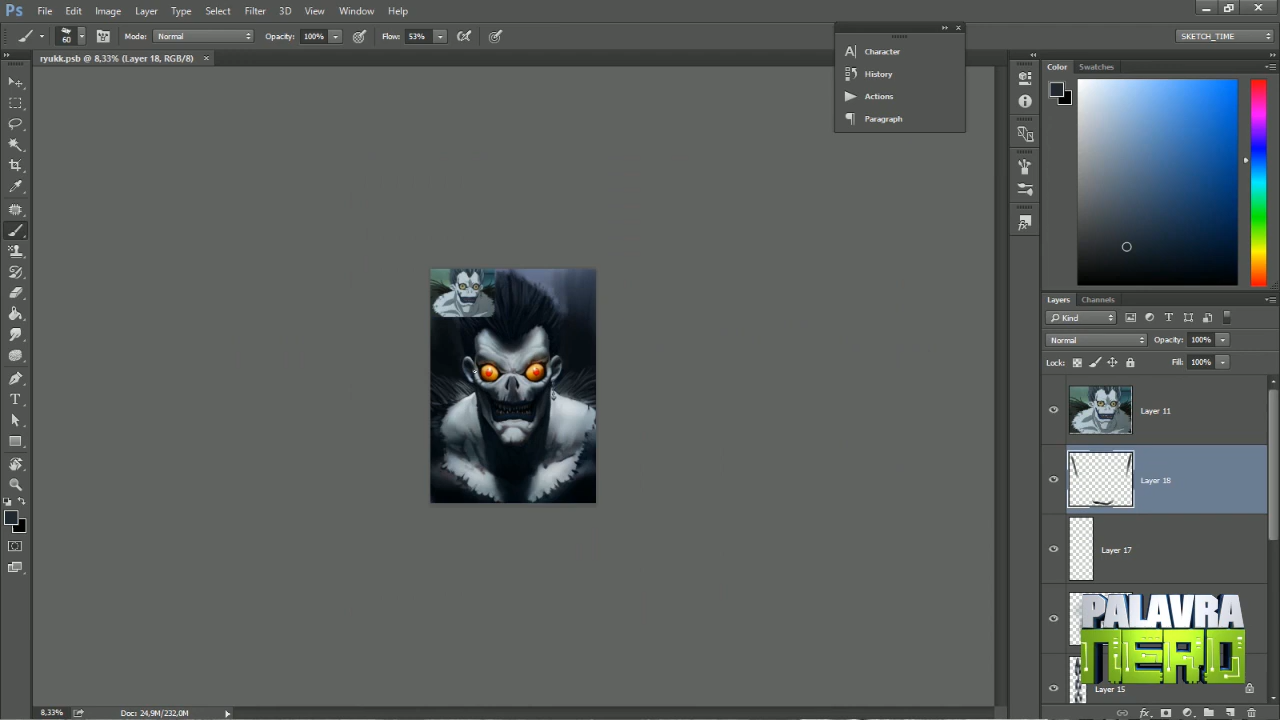 Ps File Edit Image Layer Type Select Filter 3D View Window Help
60 Mode: Normal Opacity: 100% Flow: 53% SKETCH_TIME
ryukk.psb @ 8,33% (Layer 18, RGB/8) ×
Character
History
Actions
Paragraph
Color Swatches
Layers Channels
Kind
Normal Opacity: 100%
Lock: Fill: 100%
Layer 11
Layer 18
Layer 17
Layer 15
PALAVRA
NERD
8,33% Doc: 24,9M/232,0M